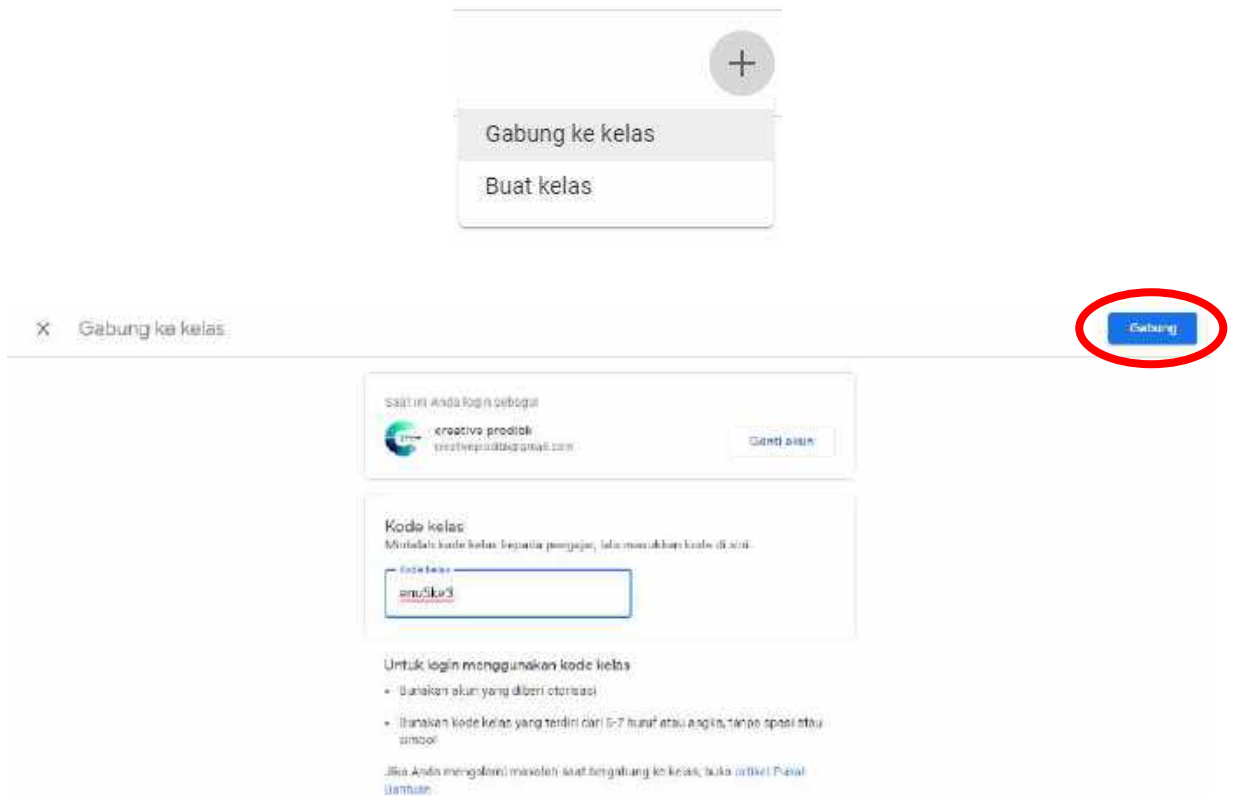 Gabung ke kelas
Buat kelas
Gabung ke kelas
Gabung
Saat ini Anda login sebagai
creative prodibk
Ganti akun
Kode kelas
Mintalah kode kelas kepada pengajar, lalu masukkan kode di sini.
Kode kelas
Untuk login menggunakan kode kelas
• Gunakan akun yang diberi otorisasi
• Gunakan kode kelas yang terdiri dari 5-7 huruf atau angka, tanpa spasi atau
simbol
Jika Anda mengalami masalah saat bergabung ke kelas, buka artikel Pusat
Bantuan